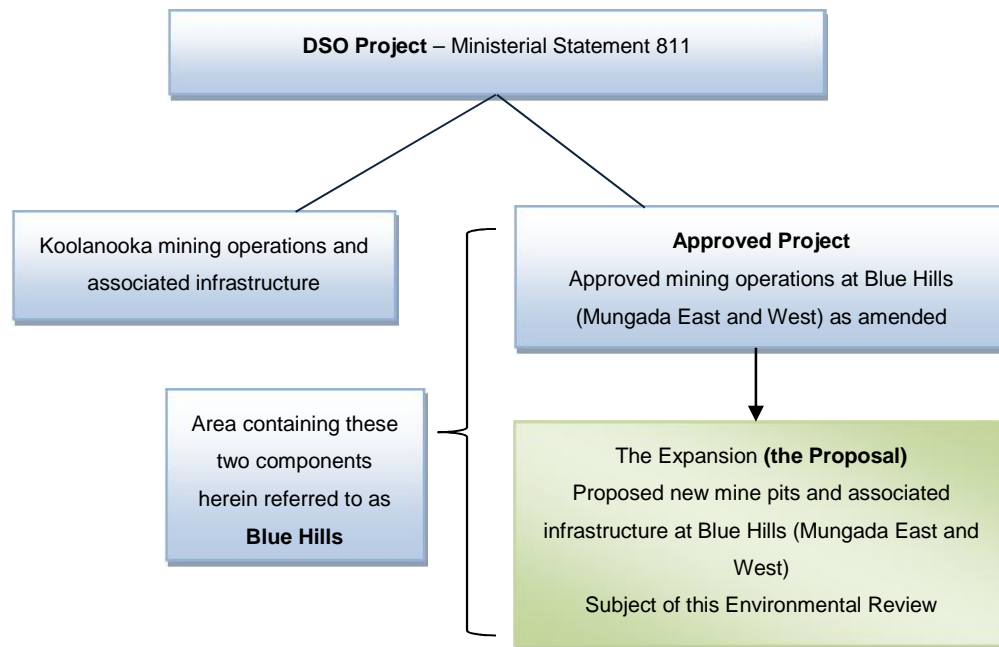 DSO Project – Ministerial Statement 811
Koolanooka mining operations and
associated infrastructure
Approved Project
Approved mining operations at Blue Hills
(Mungada East and West) as amended
Area containing these
two components
herein referred to as
Blue Hills
The Expansion (the Proposal)
Proposed new mine pits and associated
infrastructure at Blue Hills (Mungada East and
West)
Subject of this Environmental Review